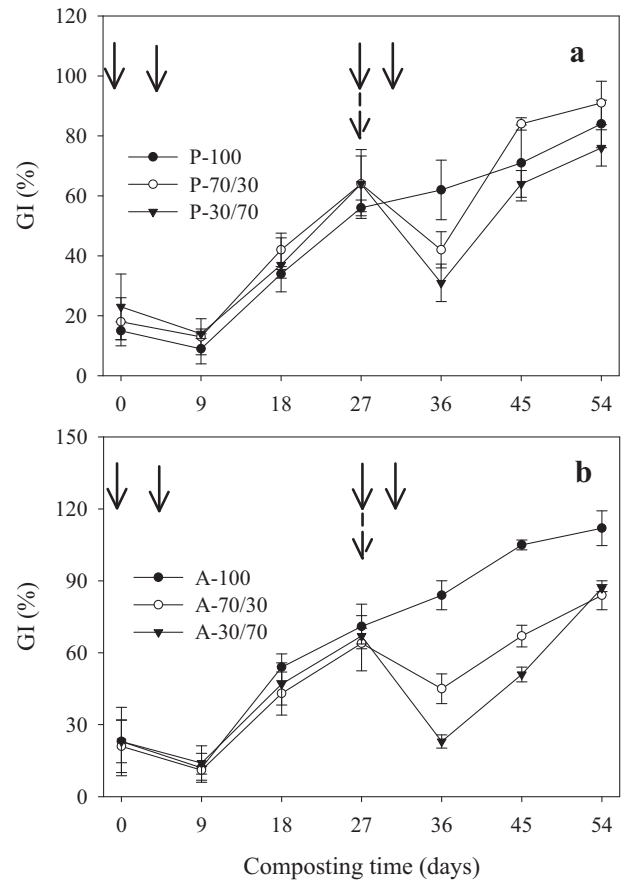 120
100
80
60
40
20
0
GI (%)
a
P-100
P-70/30
P-30/70
0 9 18 27 36 45 54
150
120
90
60
30
0
GI (%)
b
A-100
A-70/30
A-30/70
0 9 18 27 36 45 54
Composting time (days)